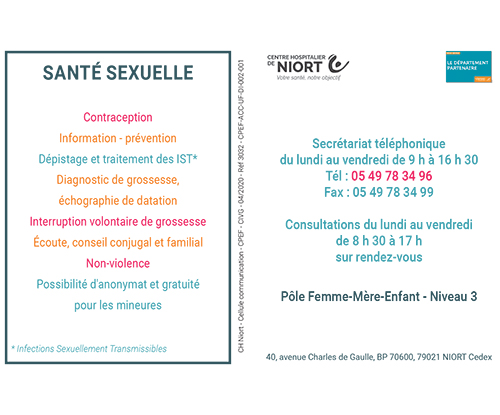 SANTÉ SEXUELLE
Contraception
Information - prévention
Dépistage et traitement des IST*
Diagnostic de grossesse,
échographie de datation
Interruption volontaire de grossesse
Écoute, conseil conjugal et familial
Non-violence
Possibilité d'anonymat et gratuité
pour les mineures
* Infections Sexuellement Transmissibles
CH Niort - Cellule communication - CPEF - CIVG - 04/2020 - Réf 3032 - CPEF-ACC-UF-01-002-001
CENTRE HOSPITALIER
DE NIORT
Votre santé, notre objectif
LE DÉPARTEMENT
PARTENAIRE
Secrétariat téléphonique
du lundi au vendredi de 9 h à 16 h 30
Tél : 05 49 78 34 96
Fax : 05 49 78 34 99
Consultations du lundi au vendredi
de 8 h 30 à 17 h
sur rendez-vous
Pôle Femme-Mère-Enfant - Niveau 3
40, avenue Charles de Gaulle, BP 70600, 79021 NIORT Cedex